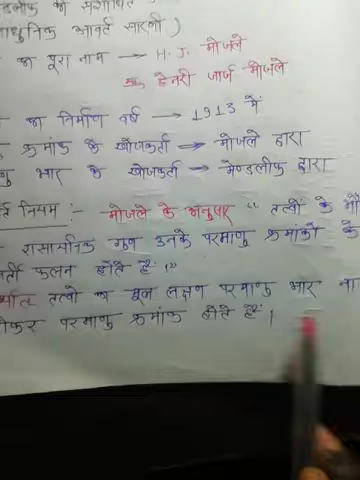 को संशोधित
आधुनिक आवर्त सारणी )
का पूरा नाम → H. J. मोजले
हेनरी जार्ज मोजले
का निर्माण वर्ष → 1913 में
क्रमांक के खोजकर्ता → मोजले द्वारा
भार के खोजकर्ता → मेण्डलीफ द्वारा
नियम :- मोजले के अनुसार " तत्वों के भौ
रासायनिक गुण उनके परमाणु क्रमांकों के
फलन होते हैं।"
तत्वों का मूल लक्षण परमाणु भार ना
होकर परमाणु क्रमांक होते हैं।